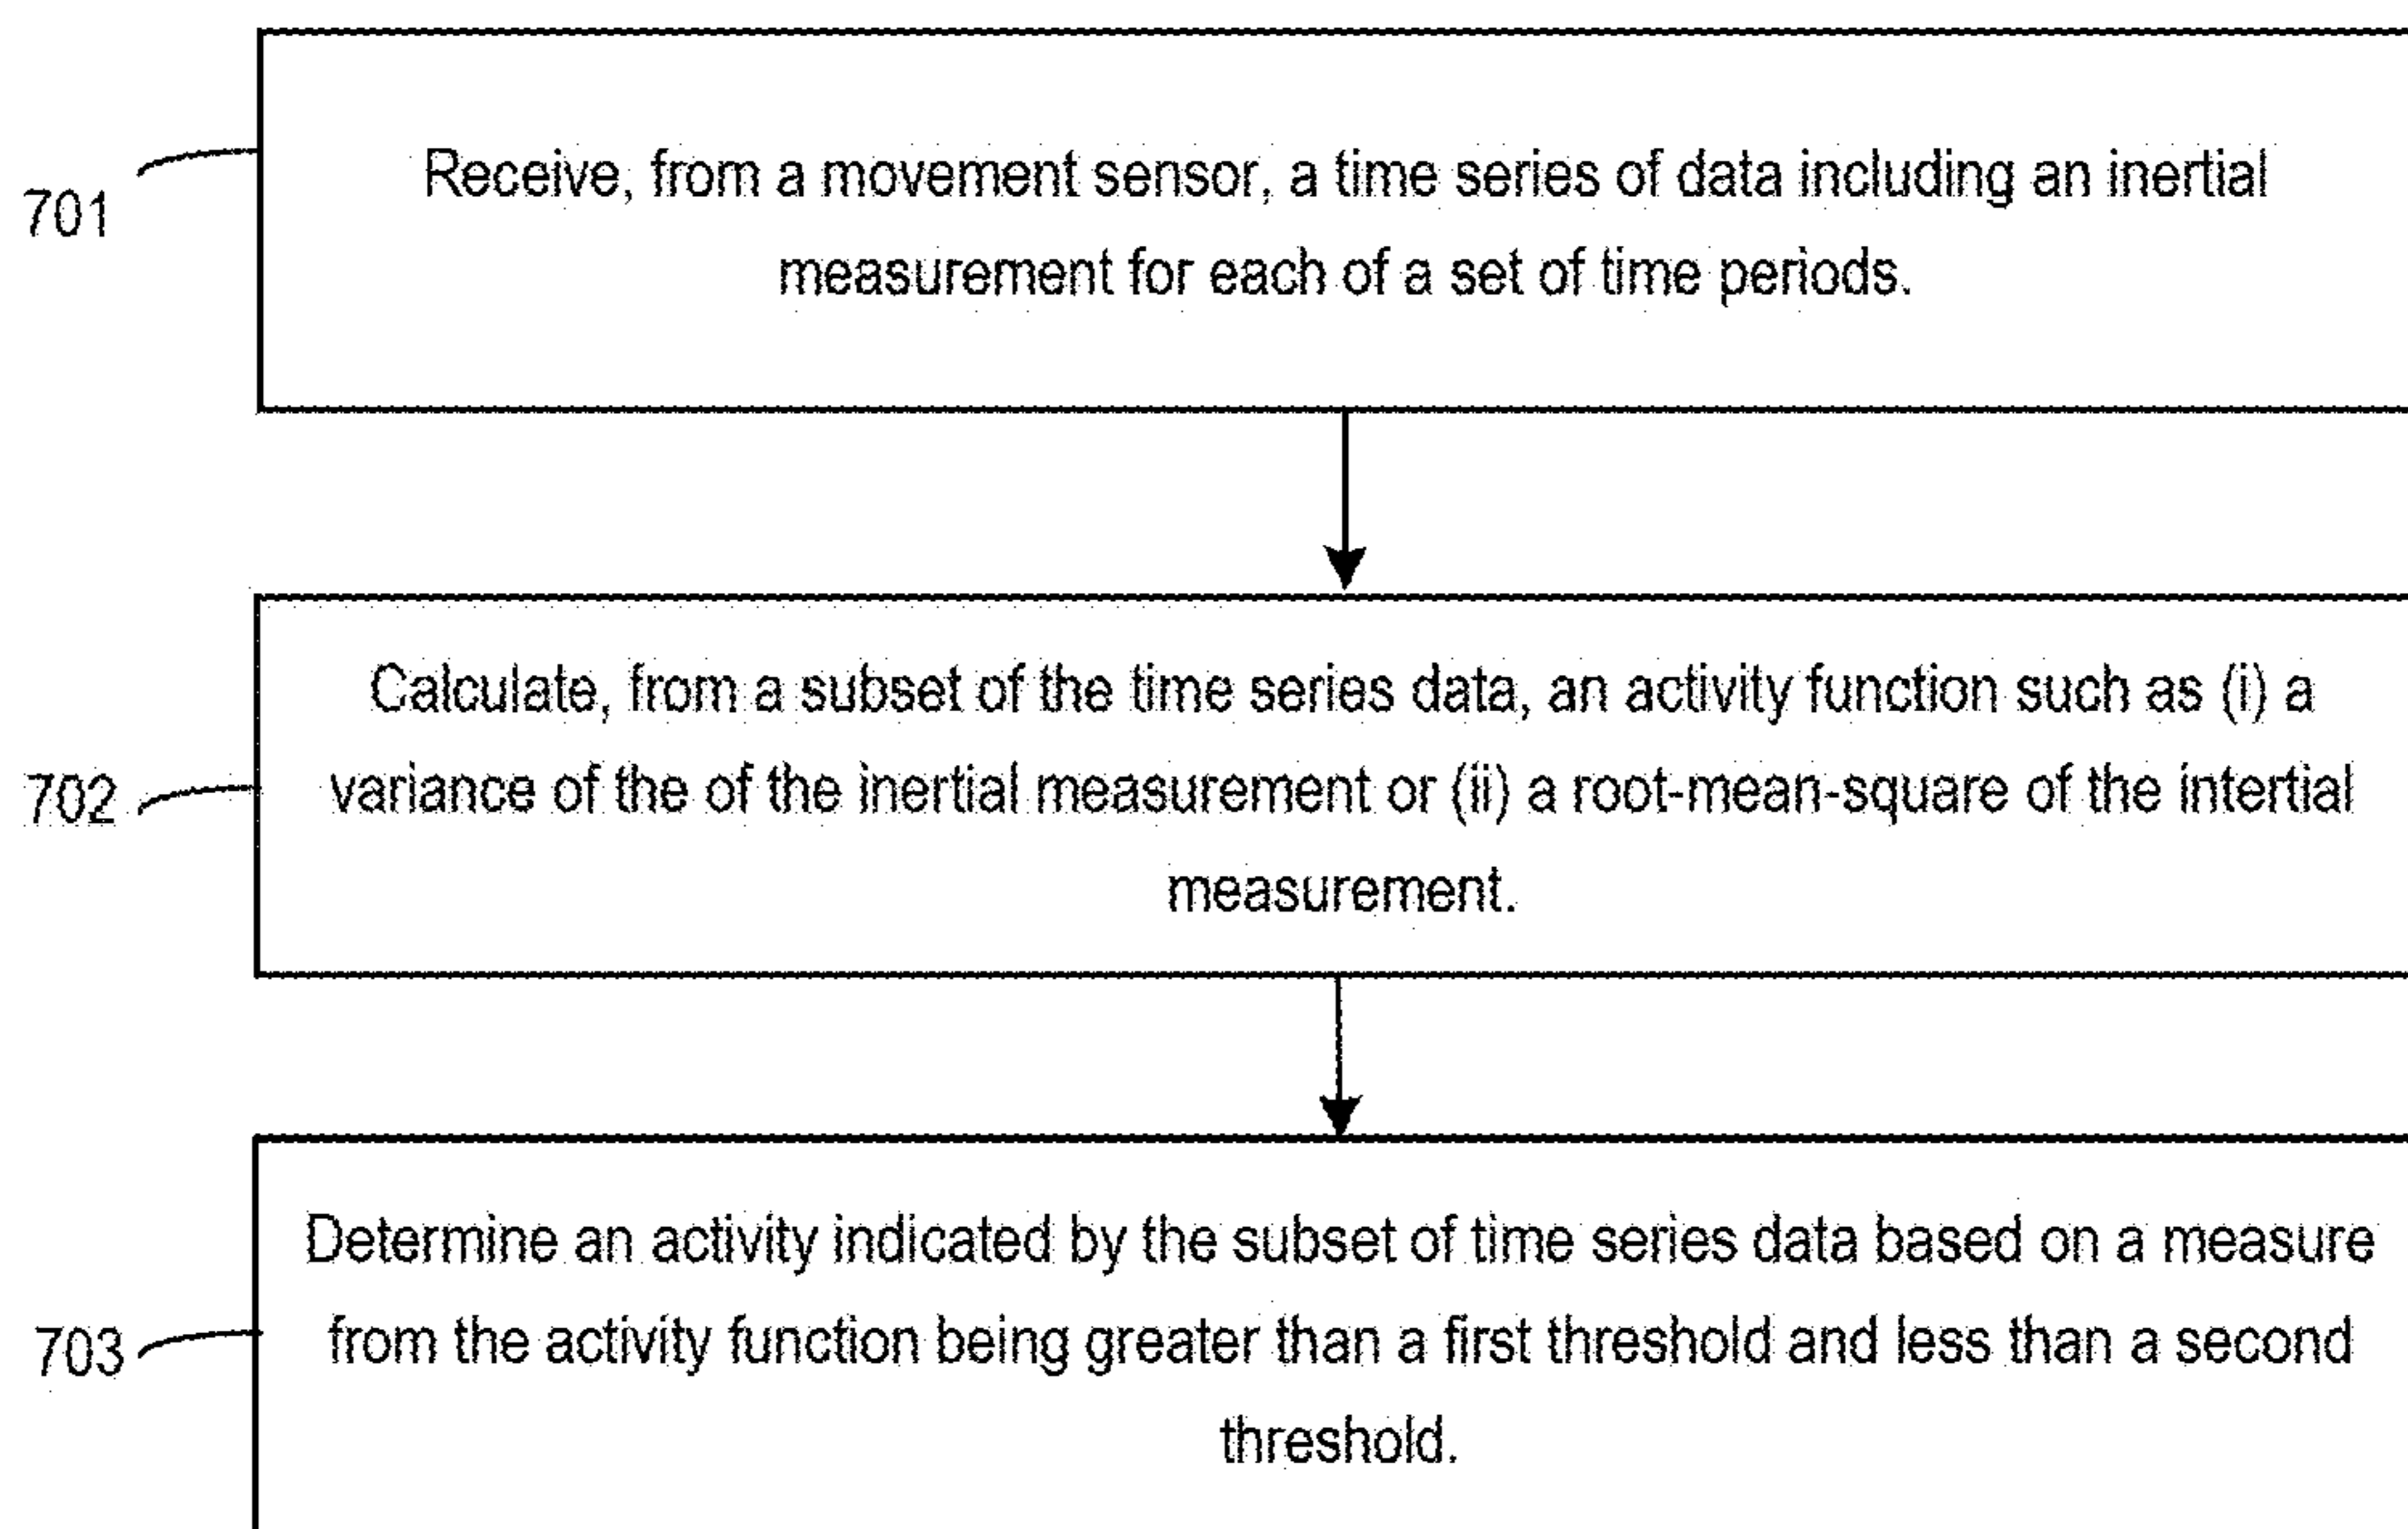 701
Receive, from a movement sensor, a time series of data including an inertial
measurement for each of a set of time periods.
Calculate, from a subset of the time series data, an activity function such as (i) a
702
variance of the of the inertial measurement or (ii) a root-mean-square of the intertial
measurement.
Determine an activity indicated by the subset of time series data based on a measure
703
from the activity function being greater than a first threshold and less than a second
threshold.